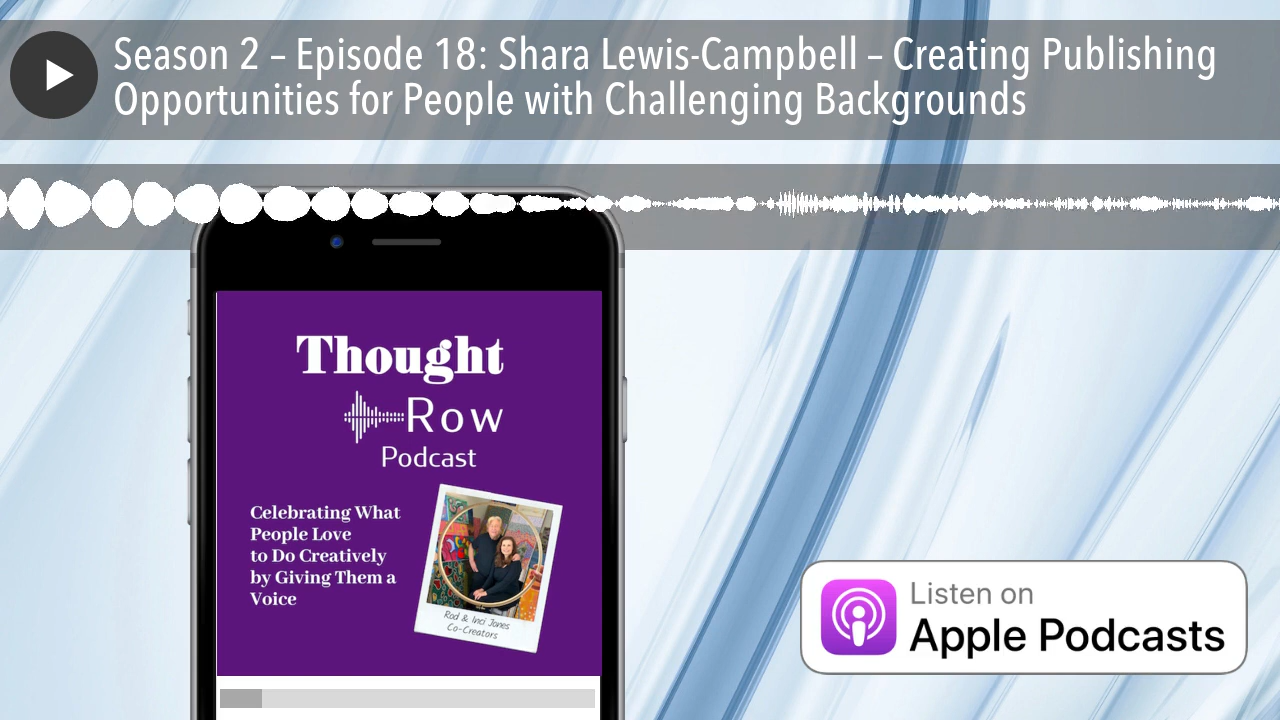 Season 2 – Episode 18: Shara Lewis-Campbell – Creating Publishing
Opportunities for People with Challenging Backgrounds
Thought
Row
Podcast
Celebrating What
People Love
to Do Creatively
by Giving Them a
Voice
Rod & Inci Jones
Co-Creators
Listen on
Apple Podcasts